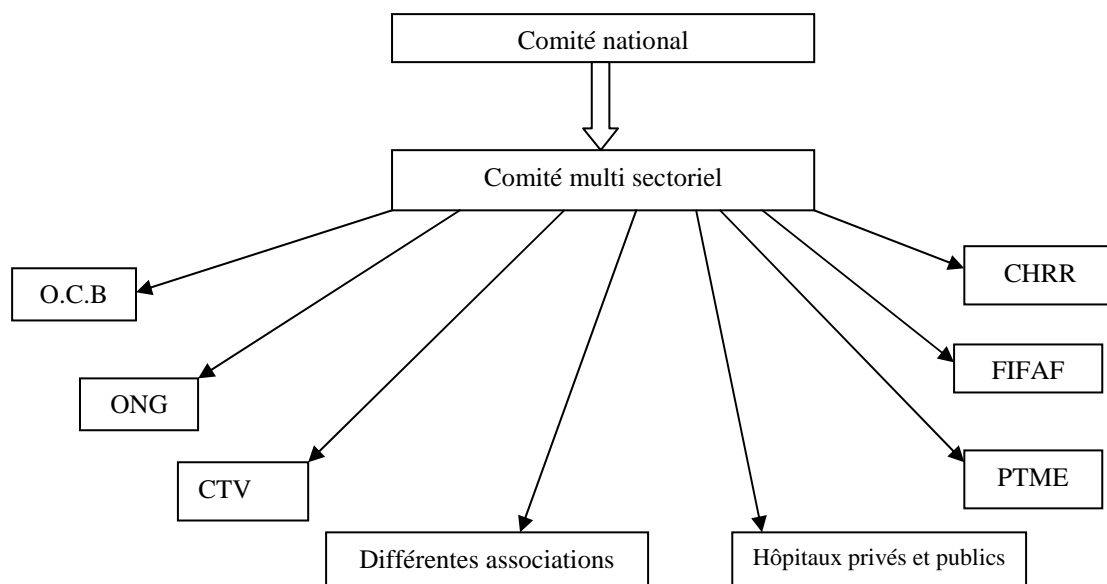 Comité national
Comité multi sectoriel
O.C.B
CHRR
FIFAF
ONG
CTV
PTME
Différentes associations
Hôpitaux privés et publics